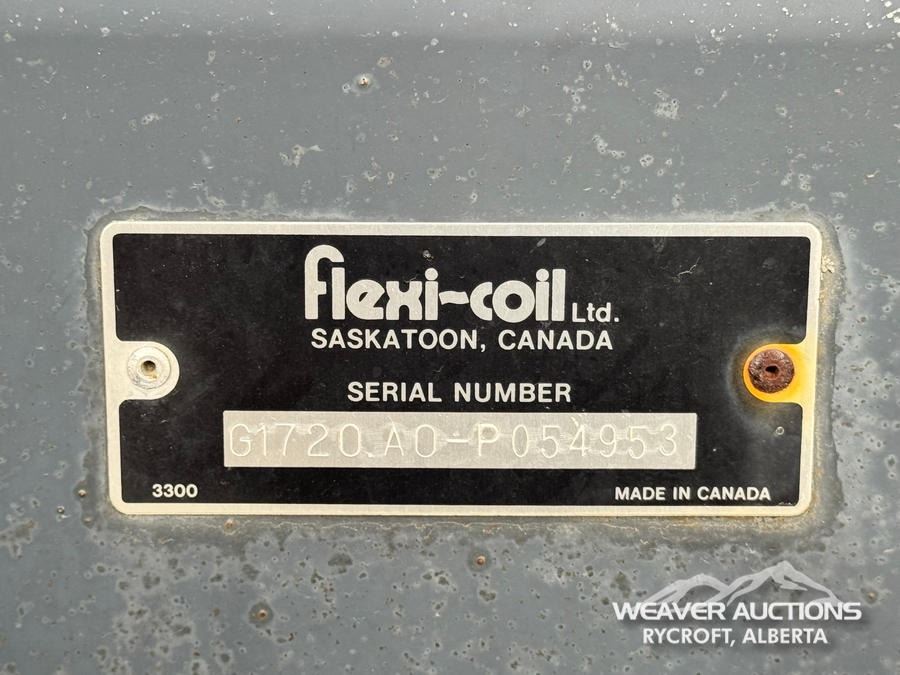 flexi-coil Ltd.
SASKATOON, CANADA
SERIAL NUMBER
G1720.A0-P054953
3300
MADE IN CANADA
WEAVER AUCTIONS
RYCROFT, ALBERTA